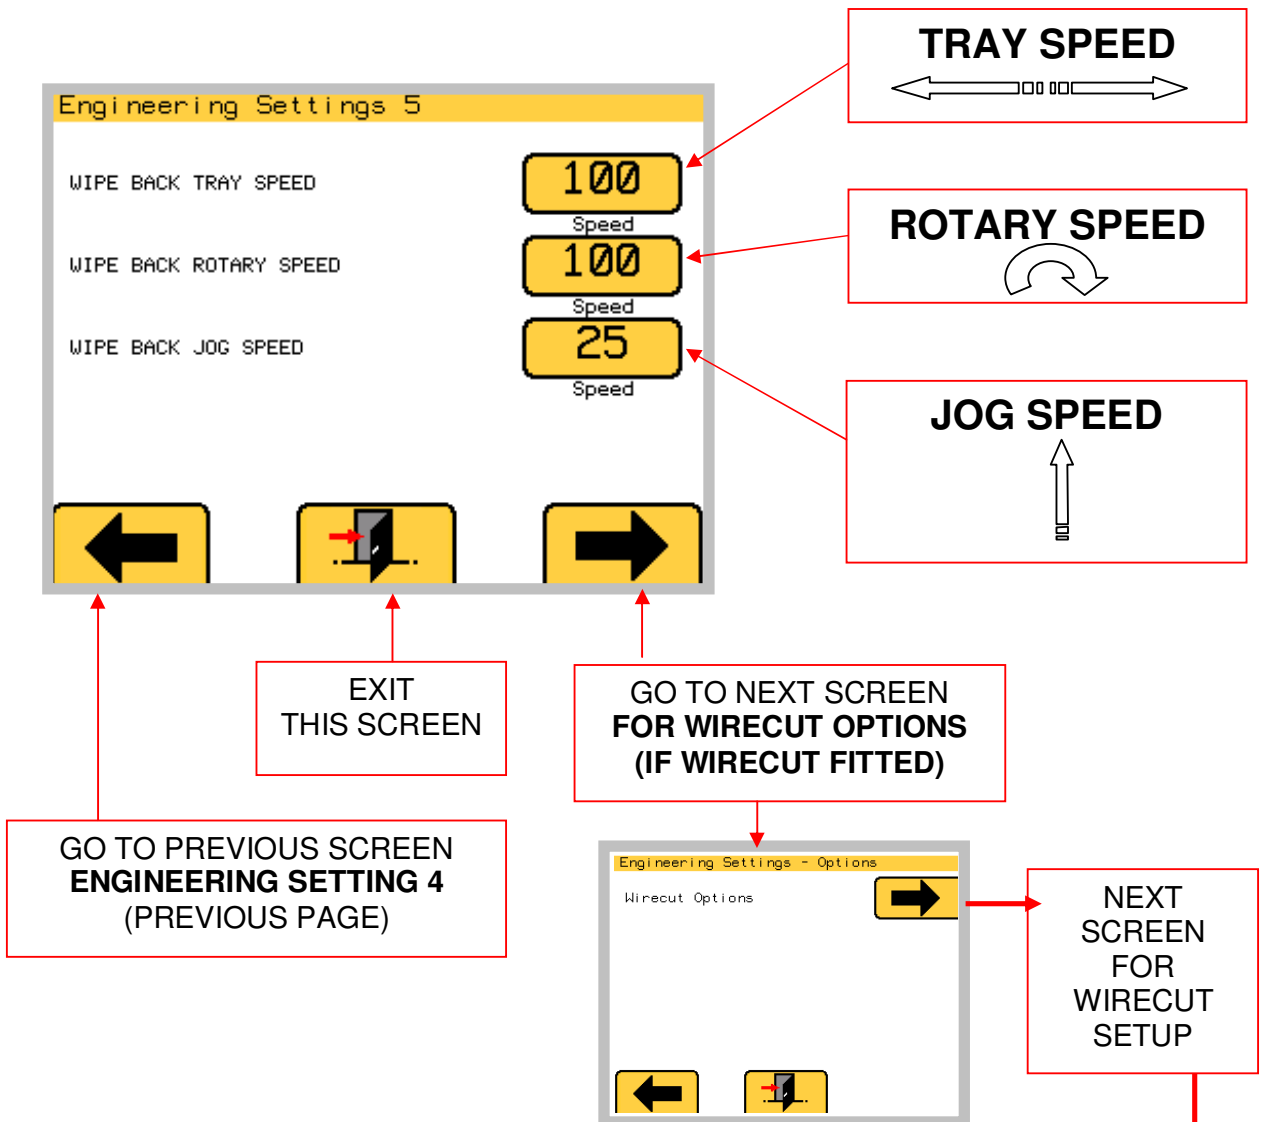 TRAY SPEED
Engineering Settings 5
WIPE BACK TRAY SPEED
100
Speed
ROTARY SPEED
WIPE BACK ROTARY SPEED
100
Speed
WIPE BACK JOG SPEED
25
Speed
JOG SPEED
EXIT
THIS SCREEN
GO TO NEXT SCREEN
FOR WIRECUT OPTIONS
(IF WIRECUT FITTED)
GO TO PREVIOUS SCREEN
ENGINEERING SETTING 4
(PREVIOUS PAGE)
Engineering Settings - Options
Wirecut Options
NEXT
SCREEN
FOR
WIRECUT
SETUP